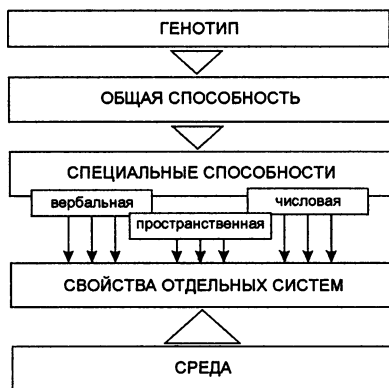 ГЕНОТИП
ОБЩАЯ СПОСОБНОСТЬ
СПЕЦИАЛЬНЫЕ СПОСОБНОСТИ
вербальная
числовая
пространственная
СВОЙСТВА ОТДЕЛЬНЫХ СИСТЕМ
СРЕДА